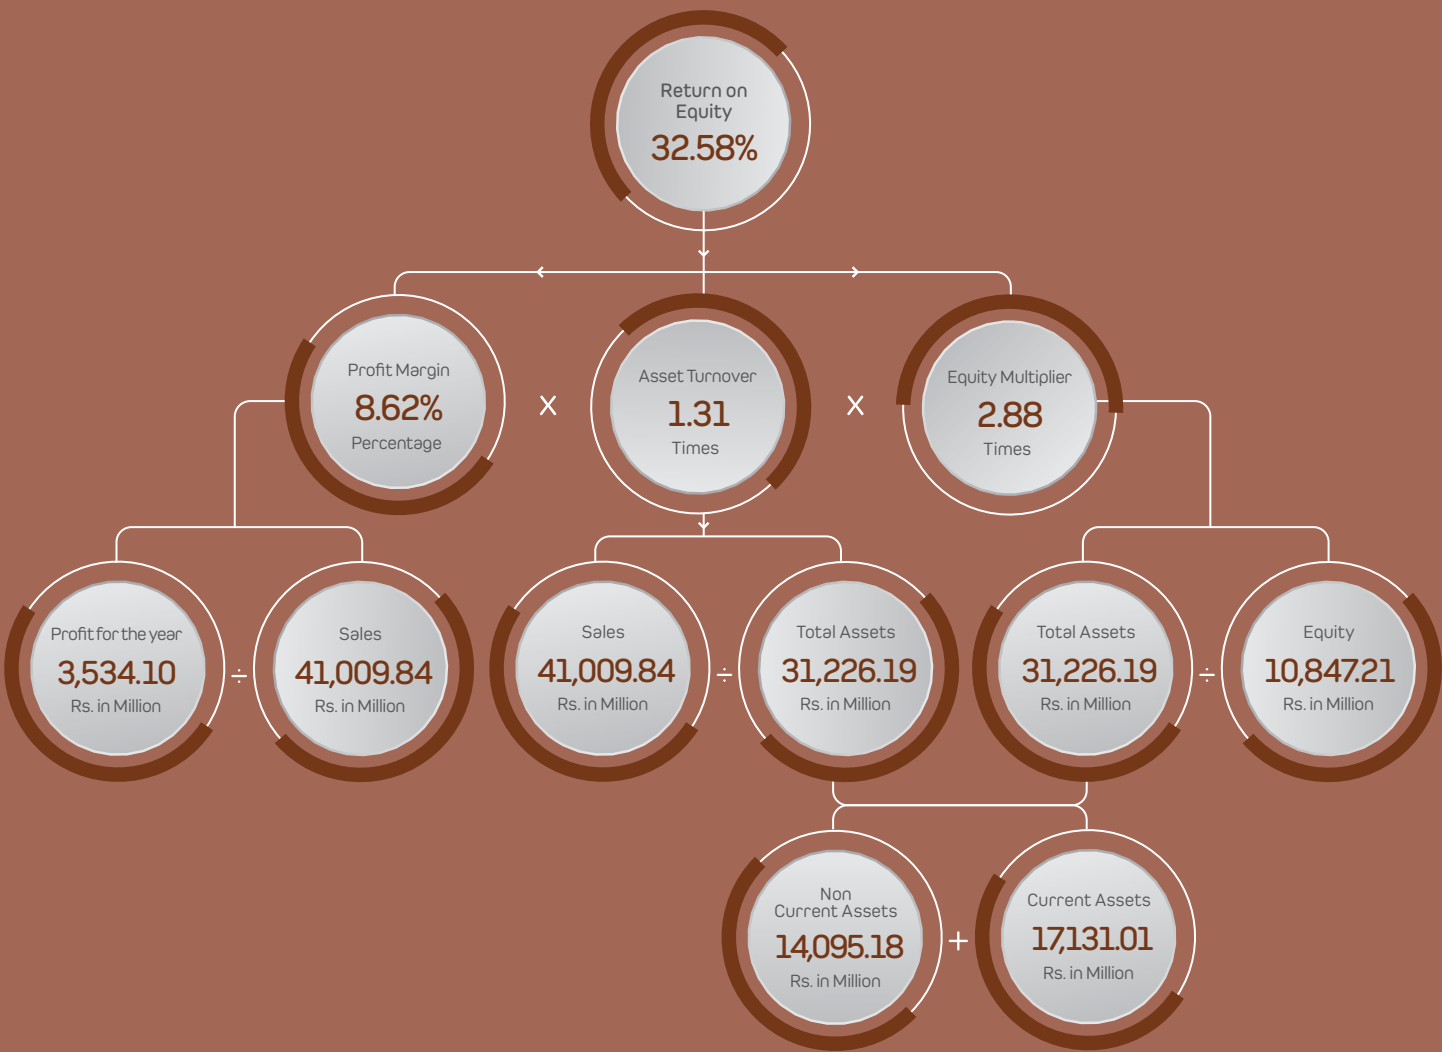 Return on
Equity
32.58%
Profit Margin
8.62%
Percentage
X
Asset Turnover
1.31
Times
X
Equity Multiplier
2.88
Times
Profit for the year
3,534.10
Rs. in Million
÷
Sales
41,009.84
Rs. in Million
Sales
41,009.84
Rs. in Million
÷
Total Assets
31,226.19
Rs. in Million
Total Assets
31,226.19
Rs. in Million
÷
Equity
10,847.21
Rs. in Million
Non
Current Assets
14,095.18
Rs. in Million
+
Current Assets
17,131.01
Rs. in Million